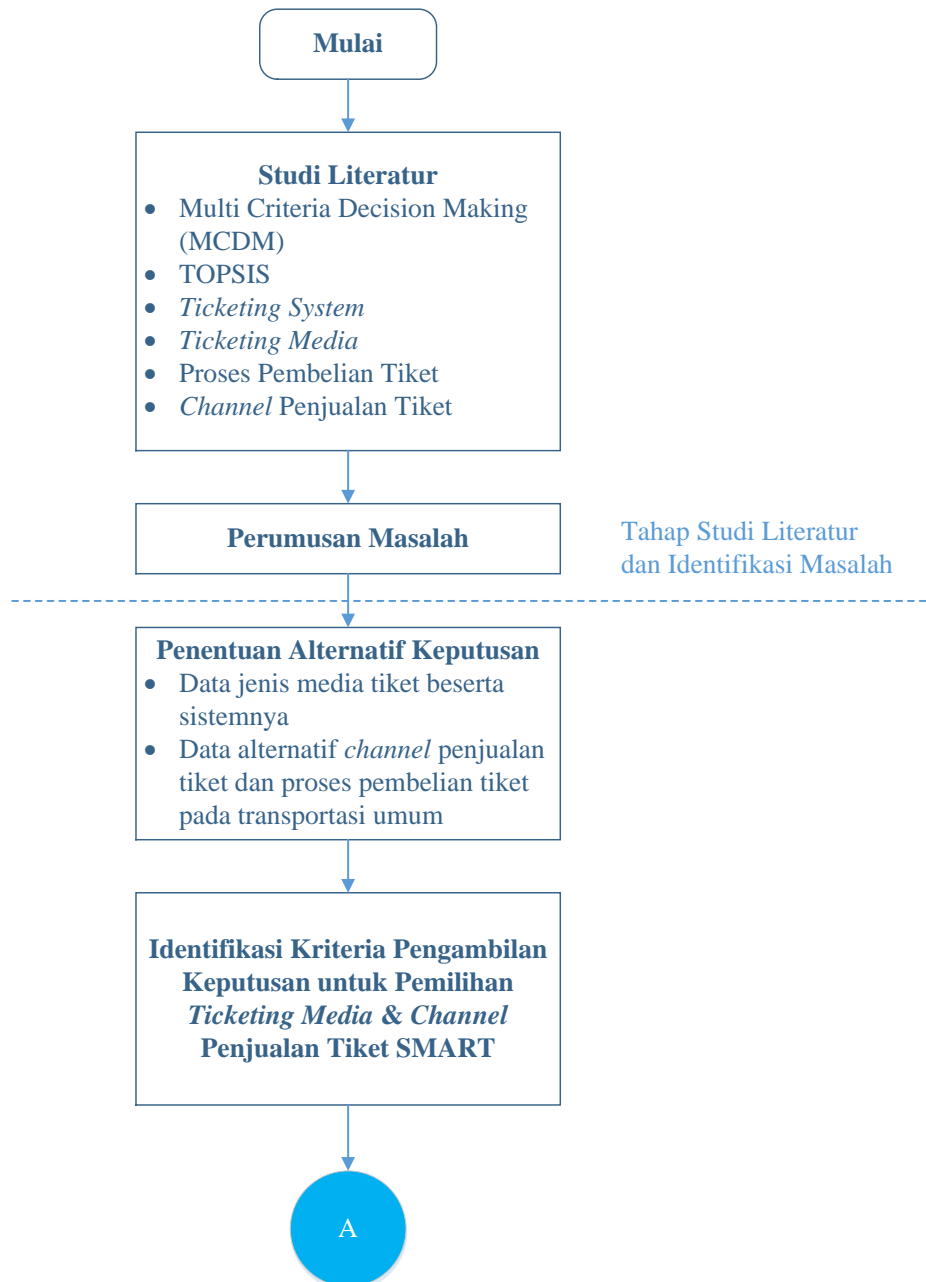 Mulai
Studi Literatur
• Multi Criteria Decision Making
(MCDM)
• TOPSIS
• Ticketing System
• Ticketing Media
• Proses Pembelian Tiket
• Channel Penjualan Tiket
Perumusan Masalah
Tahap Studi Literatur
dan Identifikasi Masalah
Penentuan Alternatif Keputusan
• Data jenis media tiket beserta
sistemnya
• Data alternatif channel penjualan
tiket dan proses pembelian tiket
pada transportasi umum
Identifikasi Kriteria Pengambilan
Keputusan untuk Pemilihan
Ticketing Media & Channel
Penjualan Tiket SMART
A